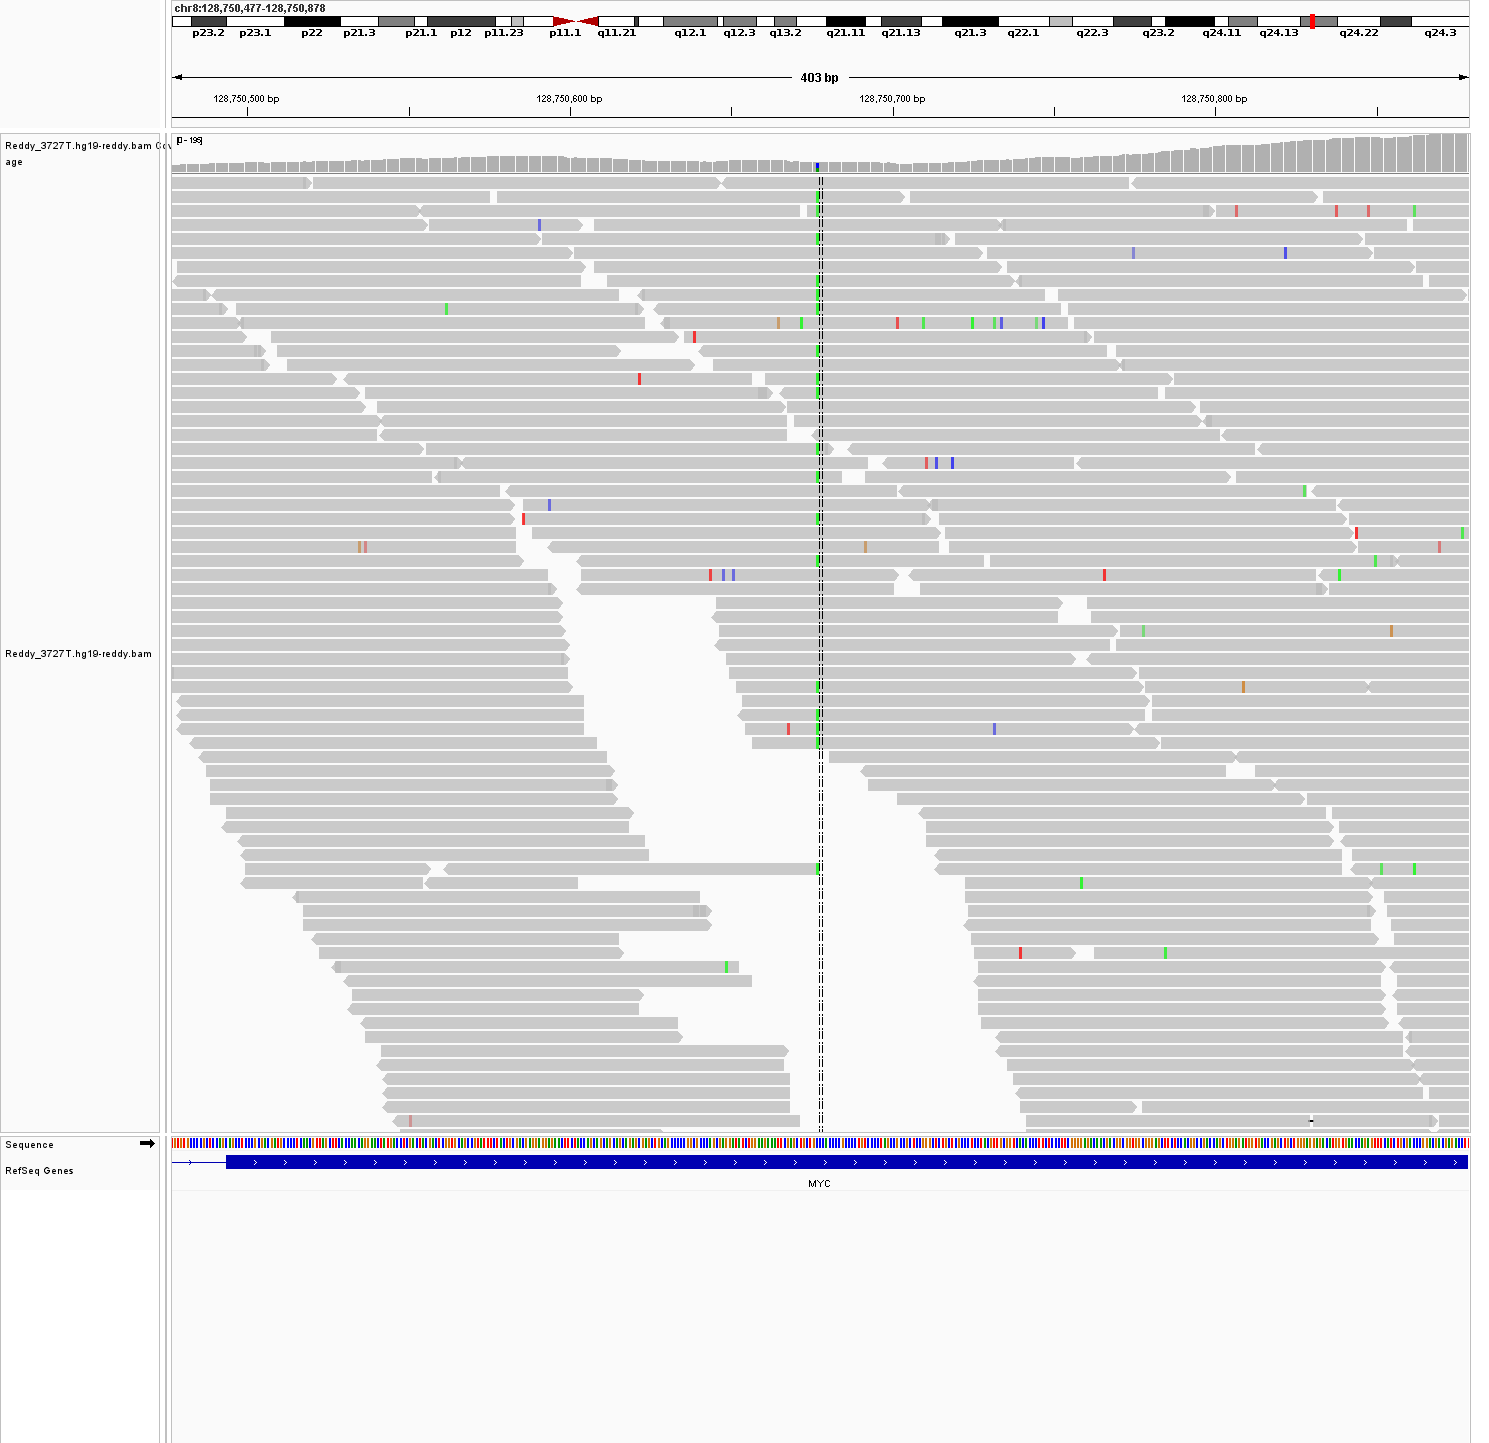 chr8:128,750,477-128,750,878
p23.2 p23.1 p22 p21.3 p21.1 p12 p11.23 p11.1 q11.21 q12.1 q12.3 q13.2 q21.11 q21.13 q21.3 q22.1 q22.3 q23.2 q24.11 q24.13 q24.22 q24.3
403 bp
128,750,500 bp 128,750,600 bp 128,750,700 bp 128,750,800 bp
Reddy_3727T.hg19-reddy.bam Cov
age
[0 - 195]
Reddy_3727T.hg19-reddy.bam
Sequence
RefSeq Genes
MYC